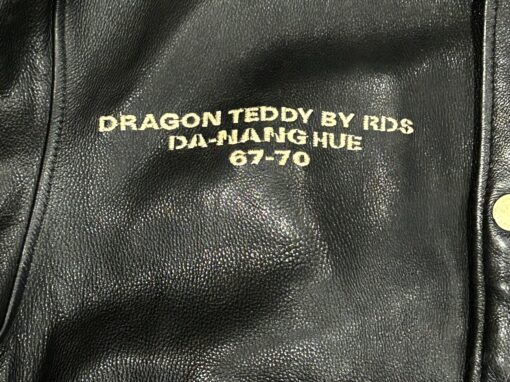 DRAGON TEDDY BY RDS
DA-NANG HUE
67-70